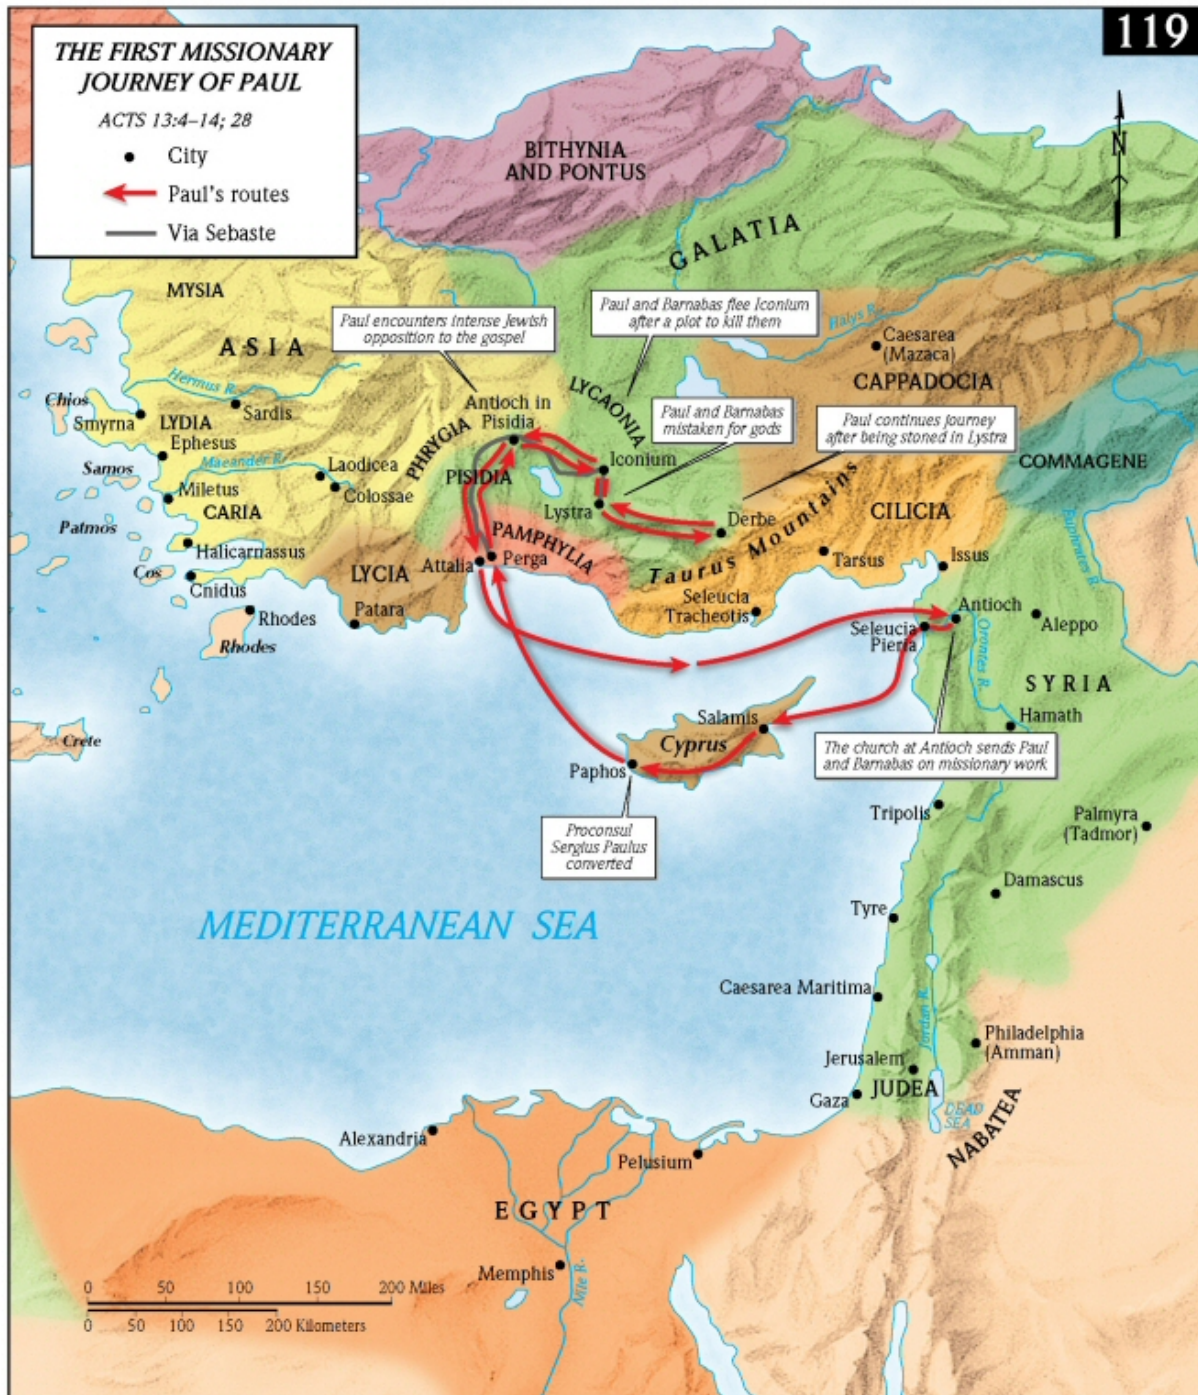 119
THE FIRST MISSIONARY
JOURNEY OF PAUL
ACTS 13:4–14; 28
City
Paul's routes
Via Sebaste
N
BITHYNIA
AND PONTUS
GALATIA
MYSIA
ASIA
Paul encounters intense Jewish
opposition to the gospel
Paul and Barnabas flee Iconium
after a plot to kill them
Halys R.
Caesarea
(Mazaca)
CAPPADOCIA
Hermus R.
Chios
Smyrna
LYDIA
Sardis
Ephesus
PHRYGIA
Antioch in
Pisidia
LYCAONIA
Paul and Barnabas
mistaken for gods
Paul continues journey
after being stoned in Lystra
COMMAGENE
Samos
Maeander R.
Laodicea
Colossae
PISIDIA
Iconium
Miletus
CARIA
Lystra
Derbe
CILICIA
Patmos
Halicarnassus
PAMPHYLIA
Taurus Mountains
Euphrates R.
Cos
Cnidus
LYCIA
Attalia
Perga
Tarsus
Issus
Rhodes
Rhodes
Patara
Seleucia
Tracheotis
Seleucia
Pieria
Antioch
Aleppo
Orontes R.
SYRIA
Crete
Salamis
Cyprus
Paphos
Hamath
The church at Antioch sends Paul
and Barnabas on missionary work
Proconsul
Sergius Paulus
converted
Tripolis
Palmyra
(Tadmor)
Damascus
MEDITERRANEAN SEA
Tyre
Caesarea Maritima
Jordan R.
Philadelphia
(Amman)
Jerusalem
JUDEA
Gaza
DEAD
SEA
NABATEA
Alexandria
Pelusium
EGYPT
Memphis
Nile R.
0 50 100 150 200 Miles
0 50 100 150 200 Kilometers